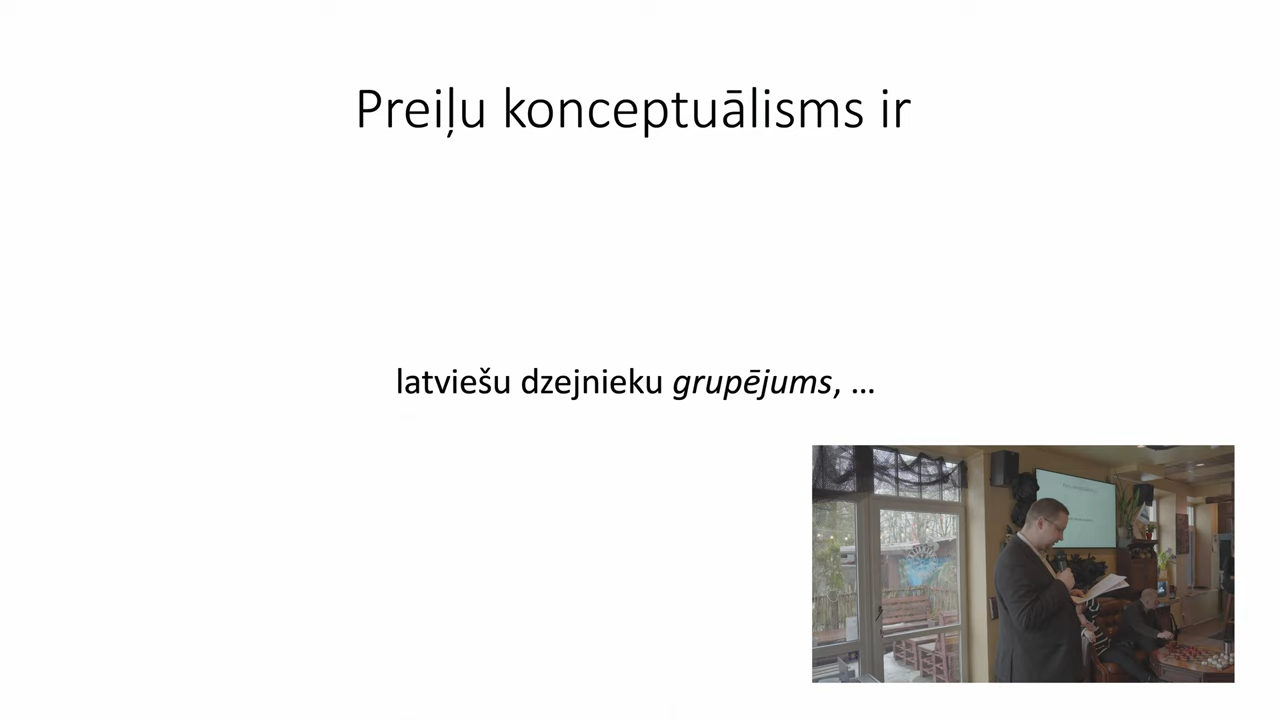 Preiļu konceptuālisms ir
latviešu dzejnieku grupējums, …